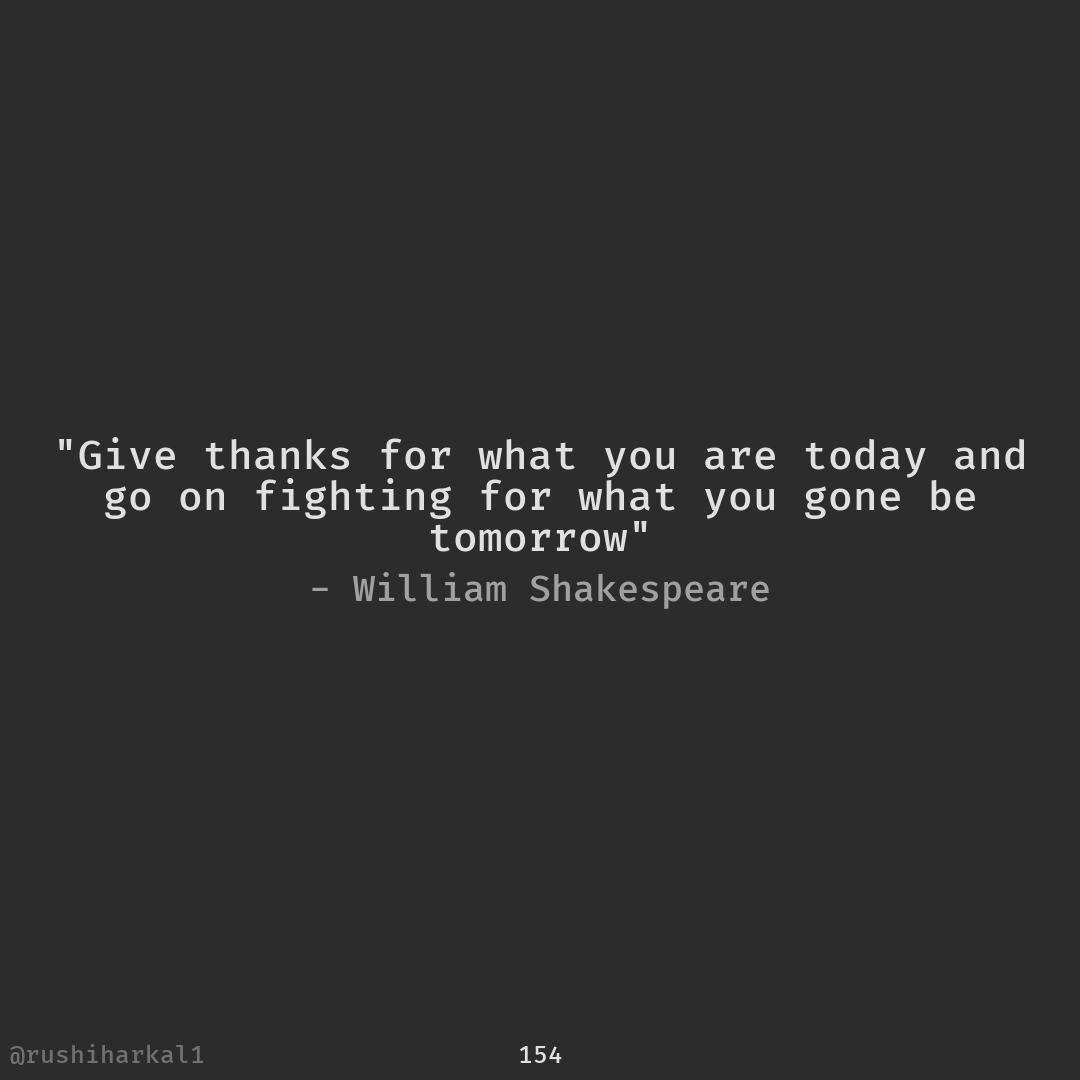 "Give thanks for what you are today and
go on fighting for what you gone be
tomorrow"
- William Shakespeare
@rushiharkal1
154